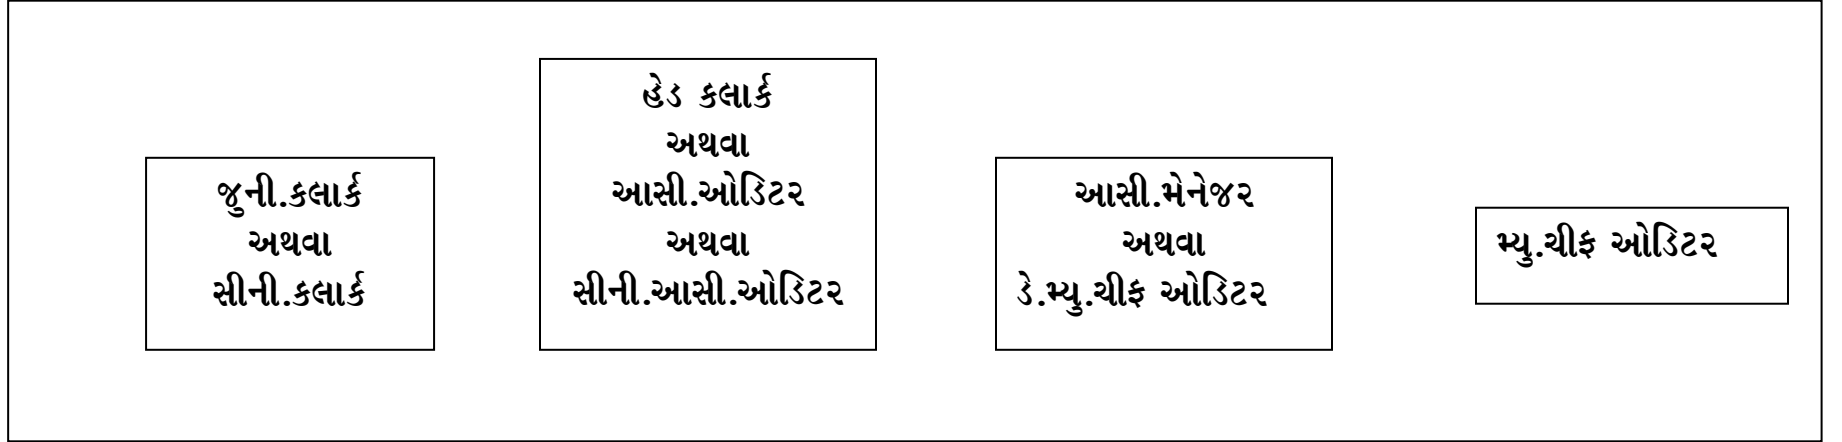 જુની.કલાર્ક
અથવા
સીની.કલાર્ક
હેડ કલાર્ક
અથવા
આસી.ઓડિટર
અથવા
સીની.આસી.ઓડિટર
આસી.મેનેજર
અથવા
ડે.મ્યુ.ચીફ ઓડિટર
મ્યુ.ચીફ ઓડિટર